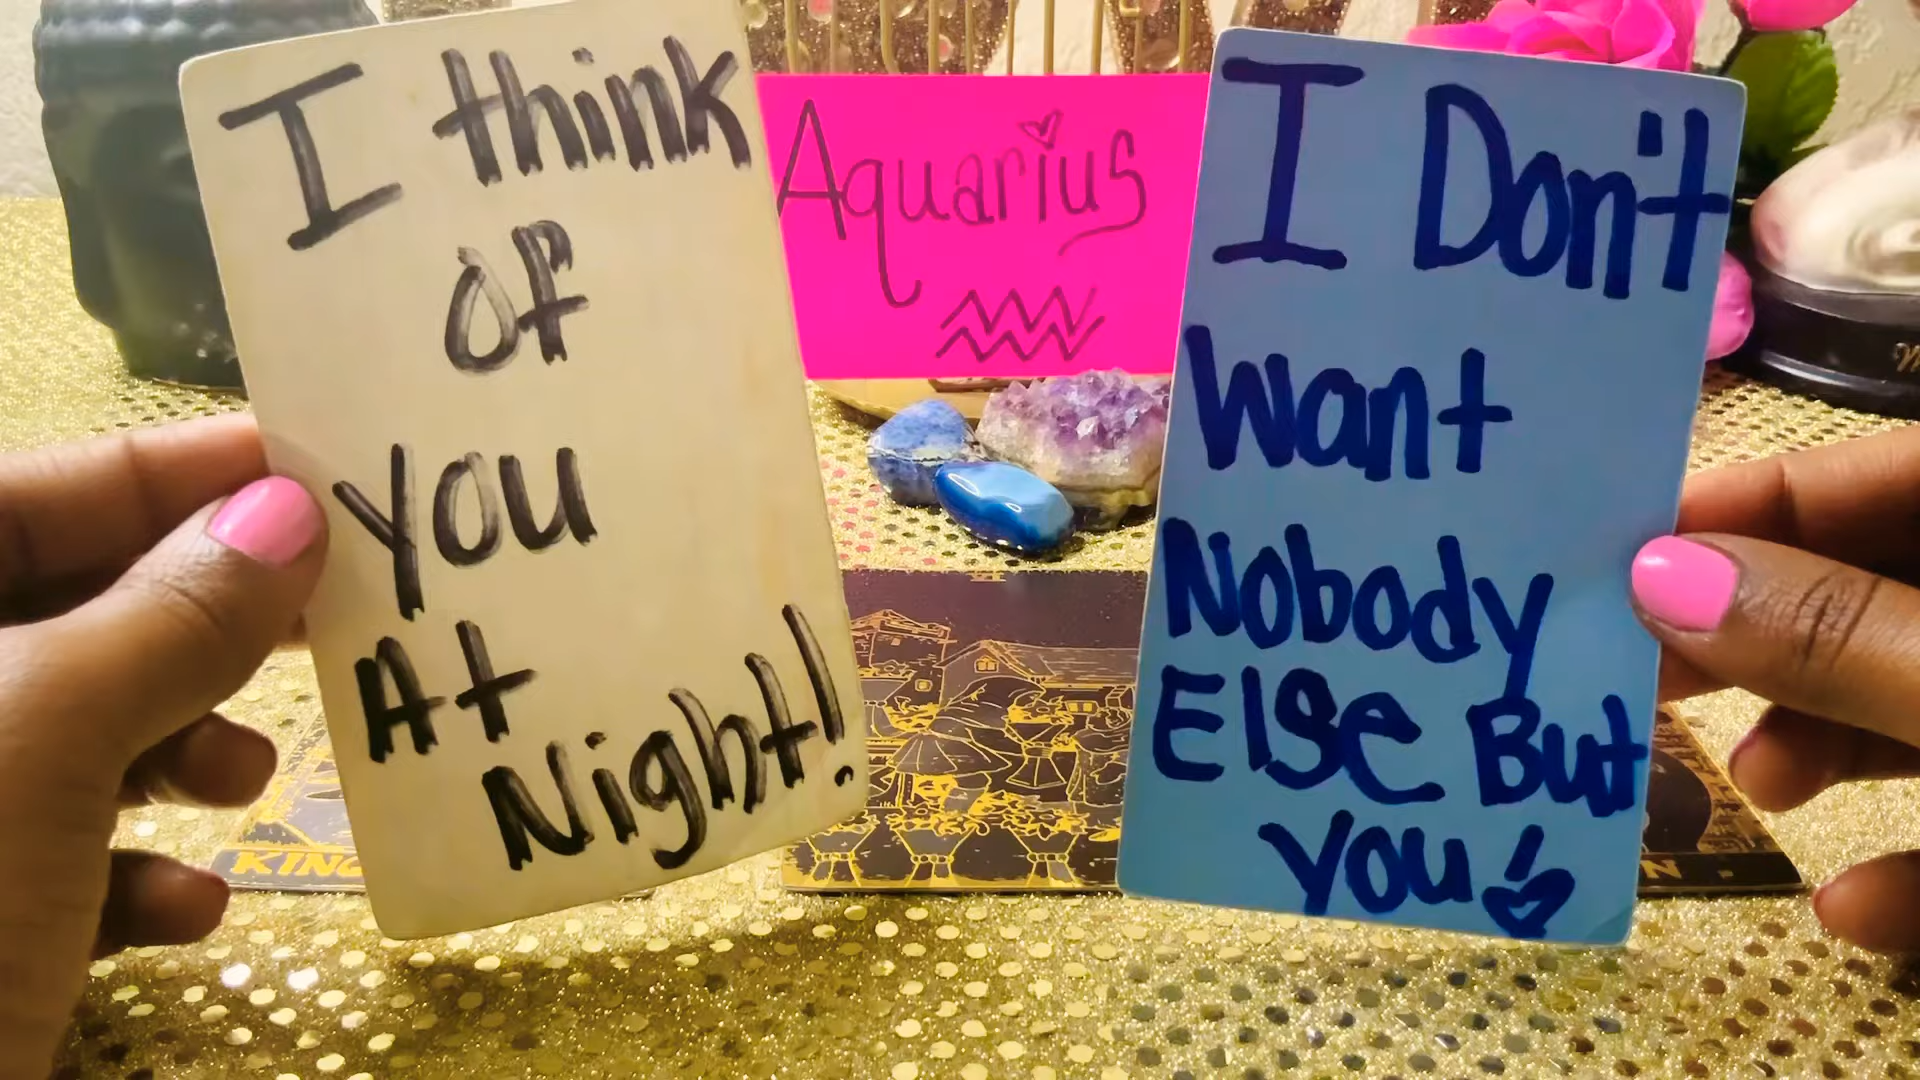 I think
of
you
At
Night!
Aquarius
I Don't
Want
Nobody
Else But
you
KING